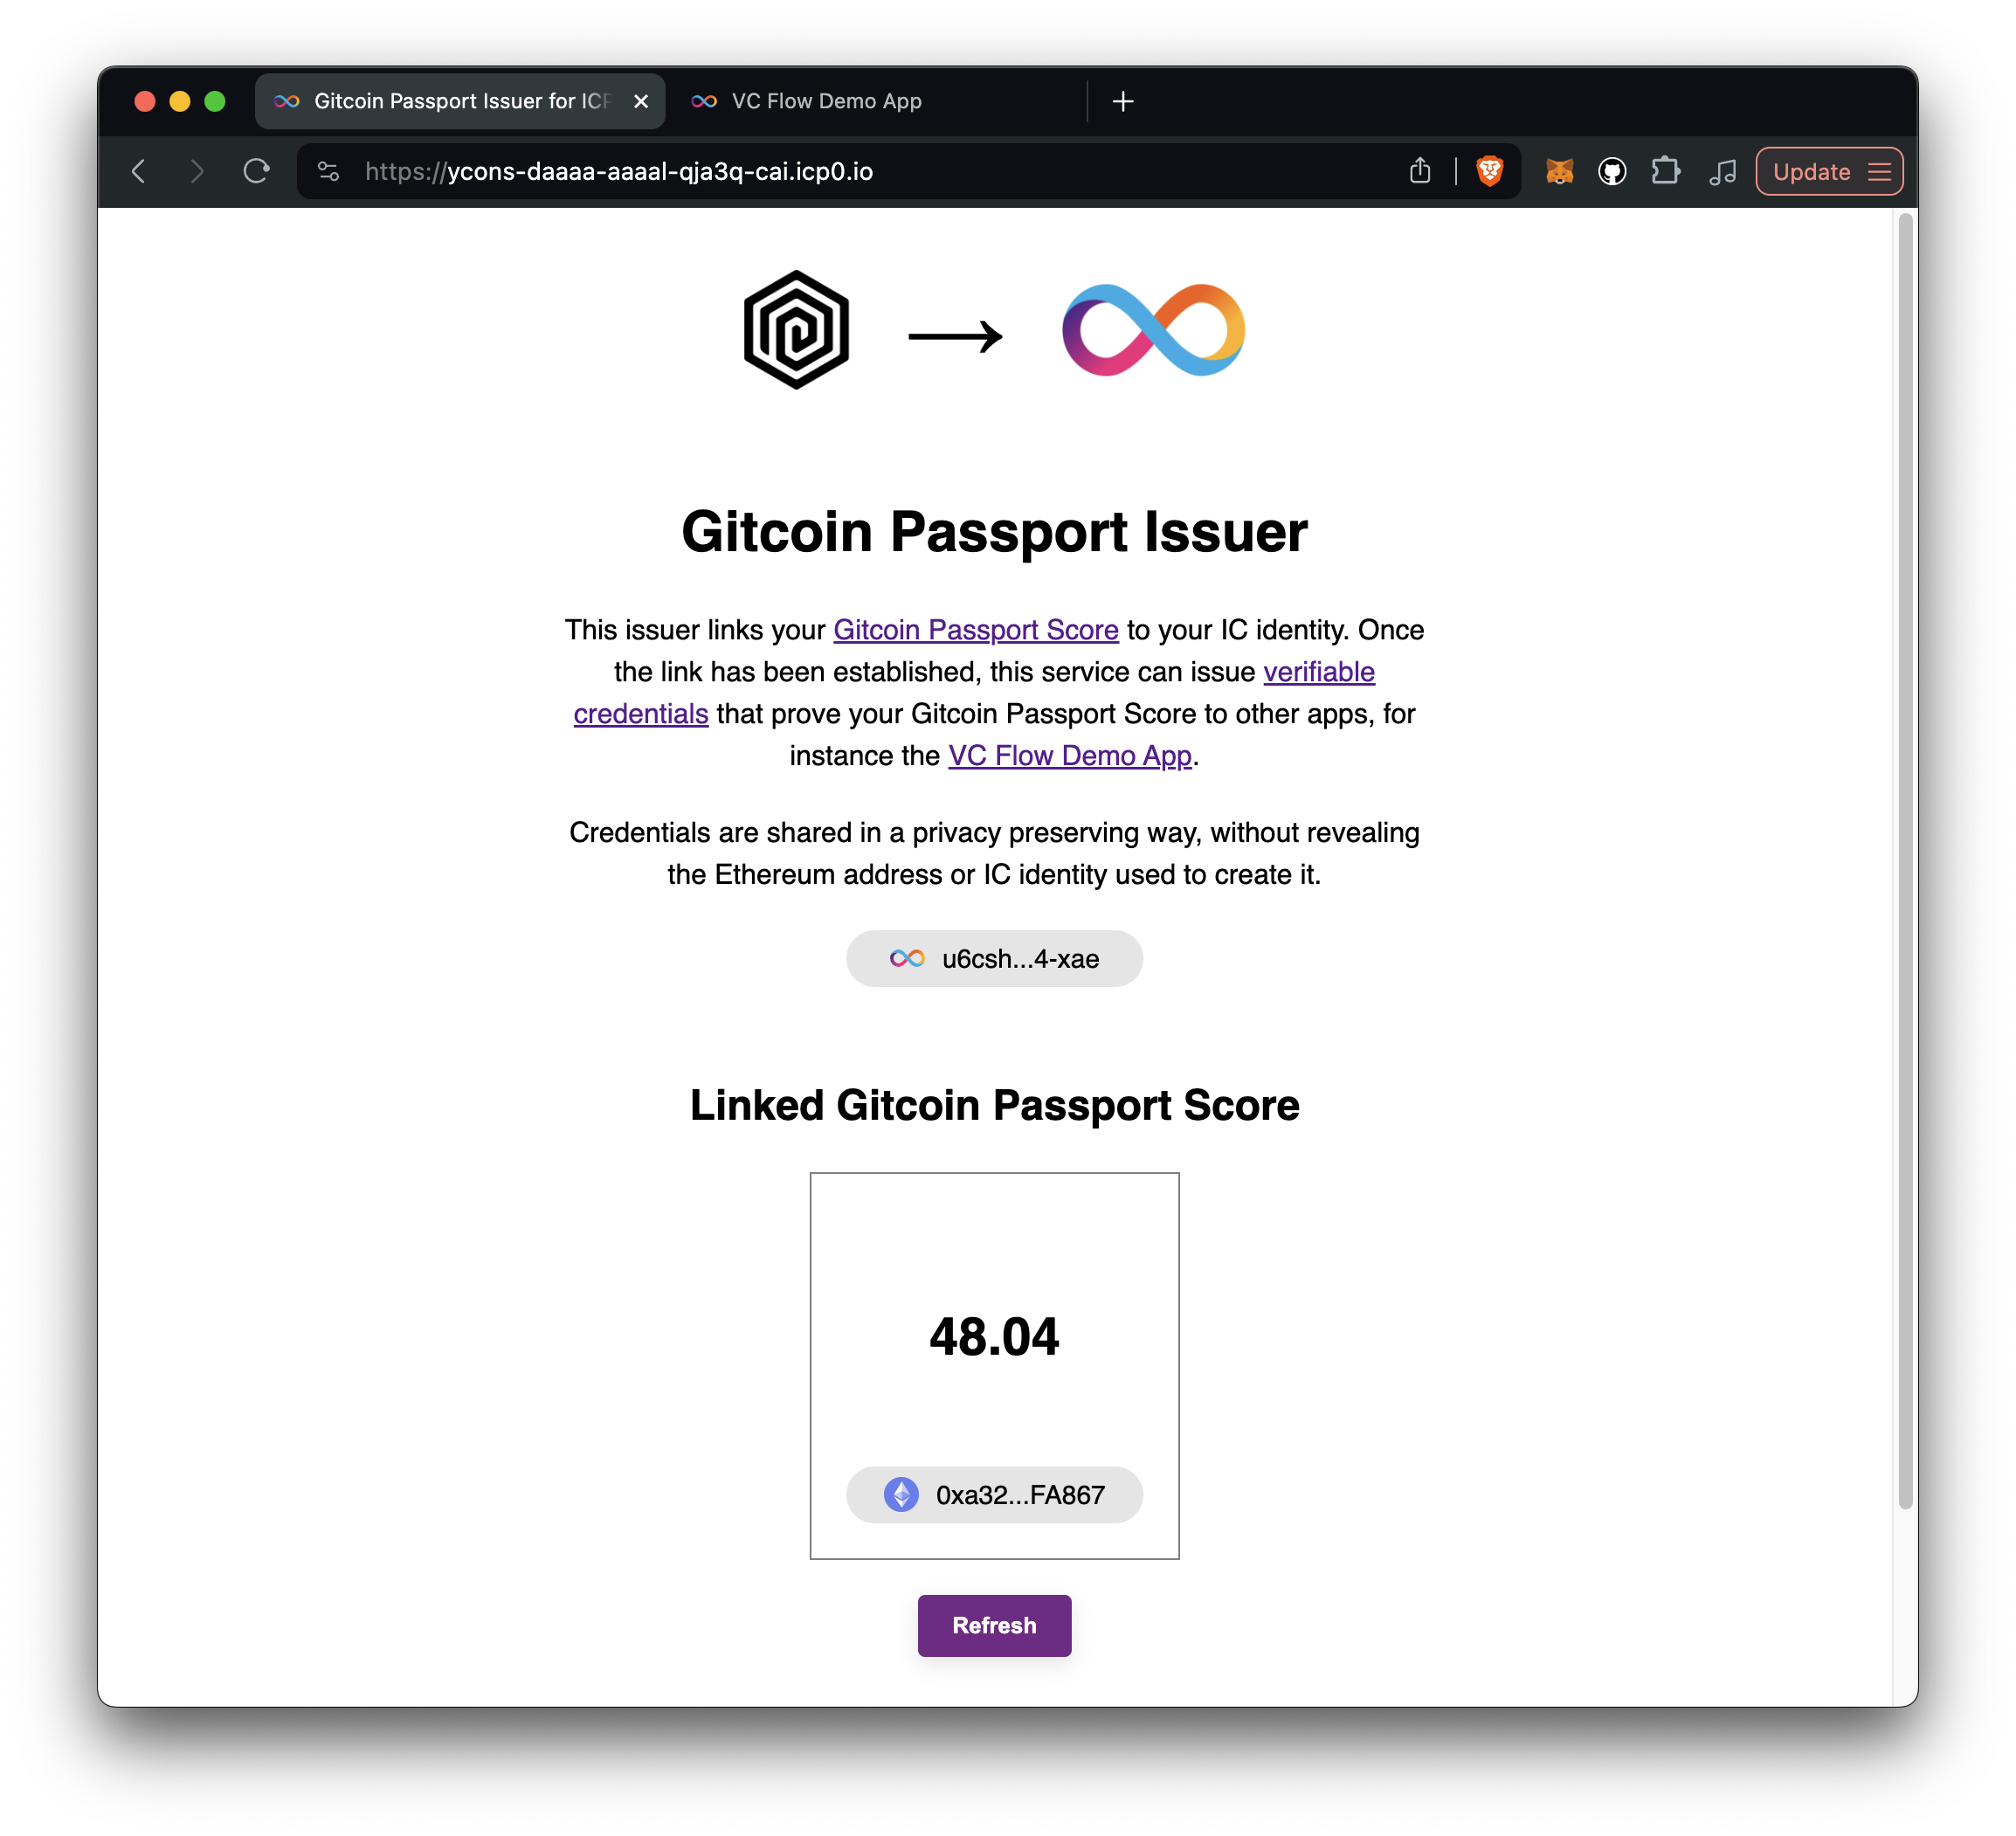 Gitcoin Passport Issuer for ICP
VC Flow Demo App
https://ycons-daaaa-aaaal-qja3q-cai.icp0.io
Update
Gitcoin Passport Issuer
This issuer links your Gitcoin Passport Score to your IC identity. Once
the link has been established, this service can issue verifiable
credentials that prove your Gitcoin Passport Score to other apps, for
instance the VC Flow Demo App.
Credentials are shared in a privacy preserving way, without revealing
the Ethereum address or IC identity used to create it.
u6csh...4-xae
Linked Gitcoin Passport Score
48.04
0xa32...FA867
Refresh